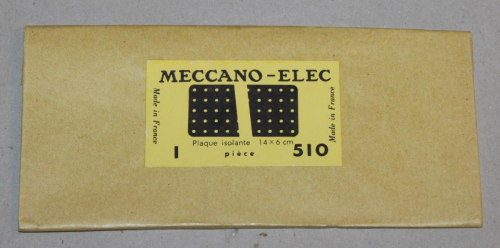 MECCANO-ELEC
Made in France
Made in France
Plaque isolante 14×6 cm
1 pièce 510